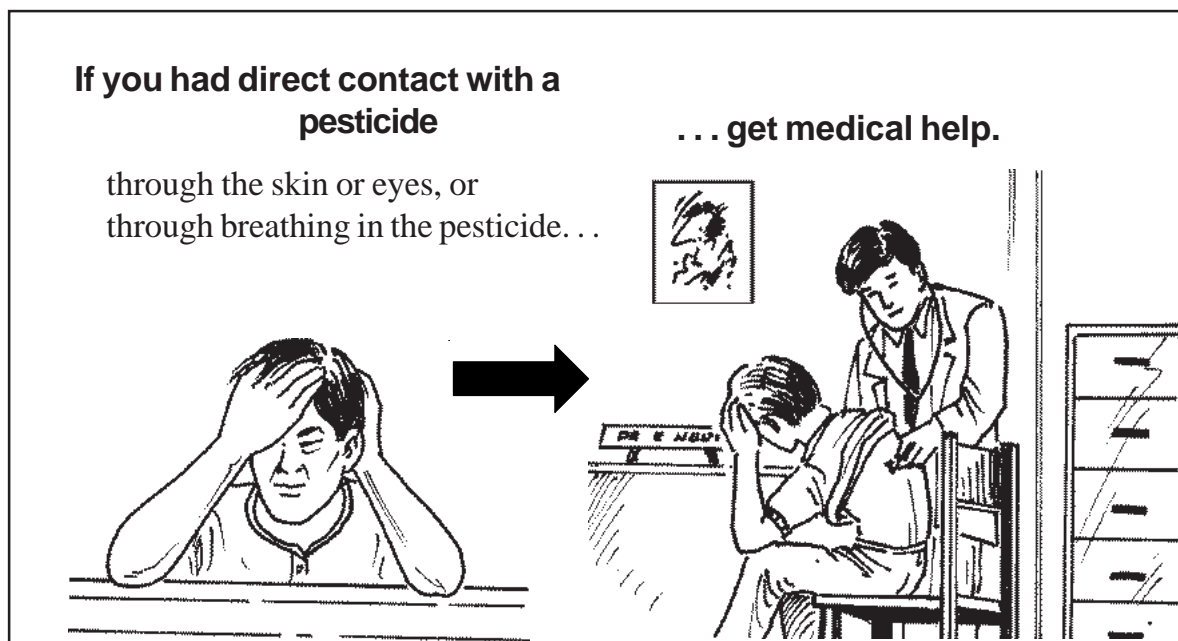 If you had direct contact with a
pesticide
through the skin or eyes, or
through breathing in the pesticide. . .
. . . get medical help.
DR